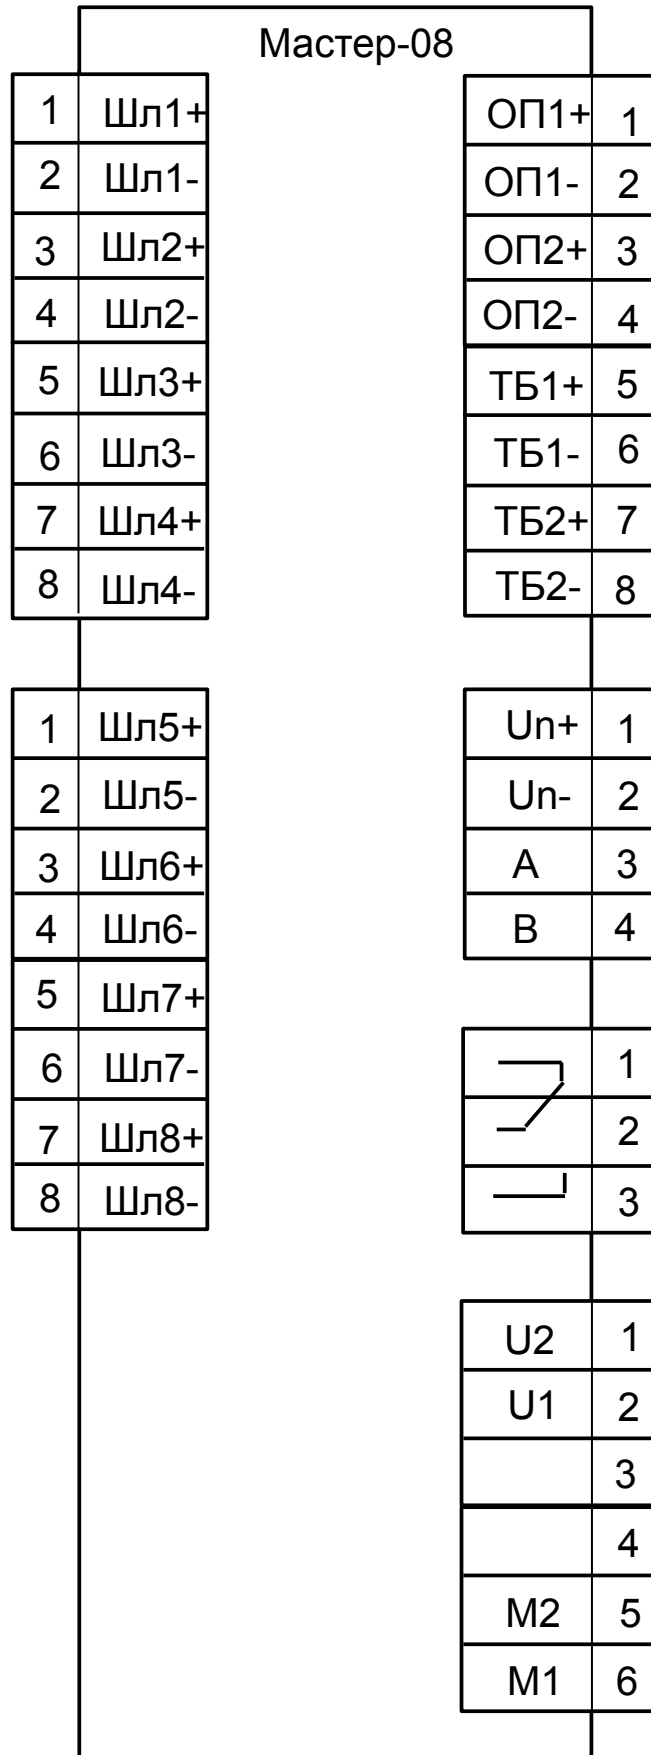 Мастер-08
1 Шл1+
2 Шл1-
3 Шл2+
4 Шл2-
5 Шл3+
6 Шл3-
7 Шл4+
8 Шл4-
1 Шл5+
2 Шл5-
3 Шл6+
4 Шл6-
5 Шл7+
6 Шл7-
7 Шл8+
8 Шл8-
ОП1+ 1
ОП1- 2
ОП2+ 3
ОП2- 4
ТБ1+ 5
ТБ1- 6
ТБ2+ 7
ТБ2- 8
Un+ 1
Un- 2
A 3
B 4
1
2
3
U2 1
U1 2
3
4
M2 5
M1 6